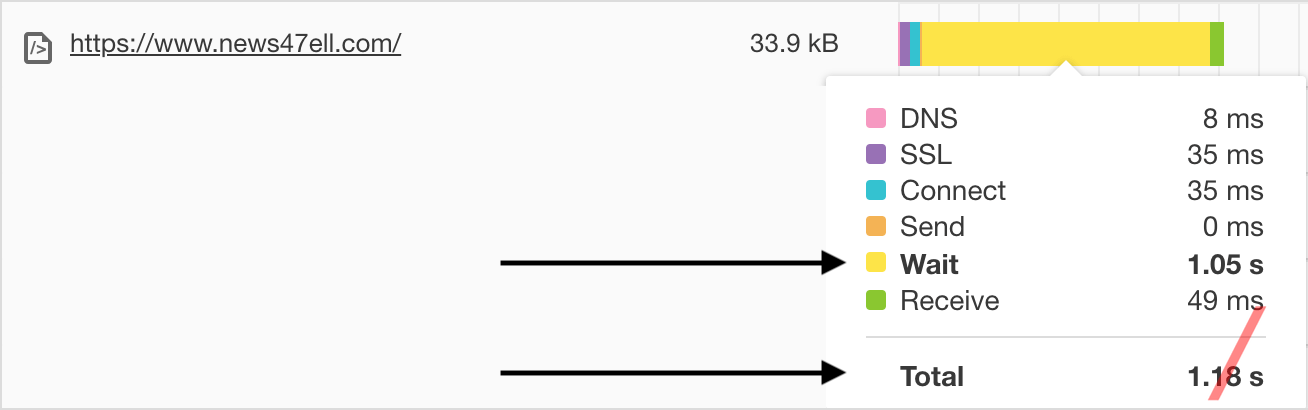 https://www.news47ell.com/ 33.9 kB
DNS 8 ms
SSL 35 ms
Connect 35 ms
Send 0 ms
Wait 1.05 s
Receive 49 ms
Total 1.18 s